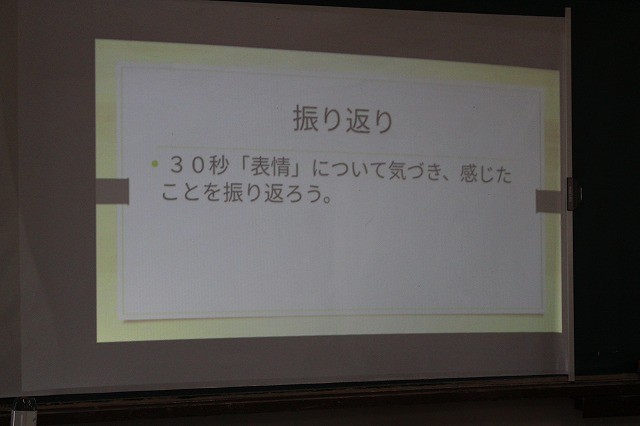 振り返り
・３０秒「表情」について気づき、感じた
ことを振り返ろう。